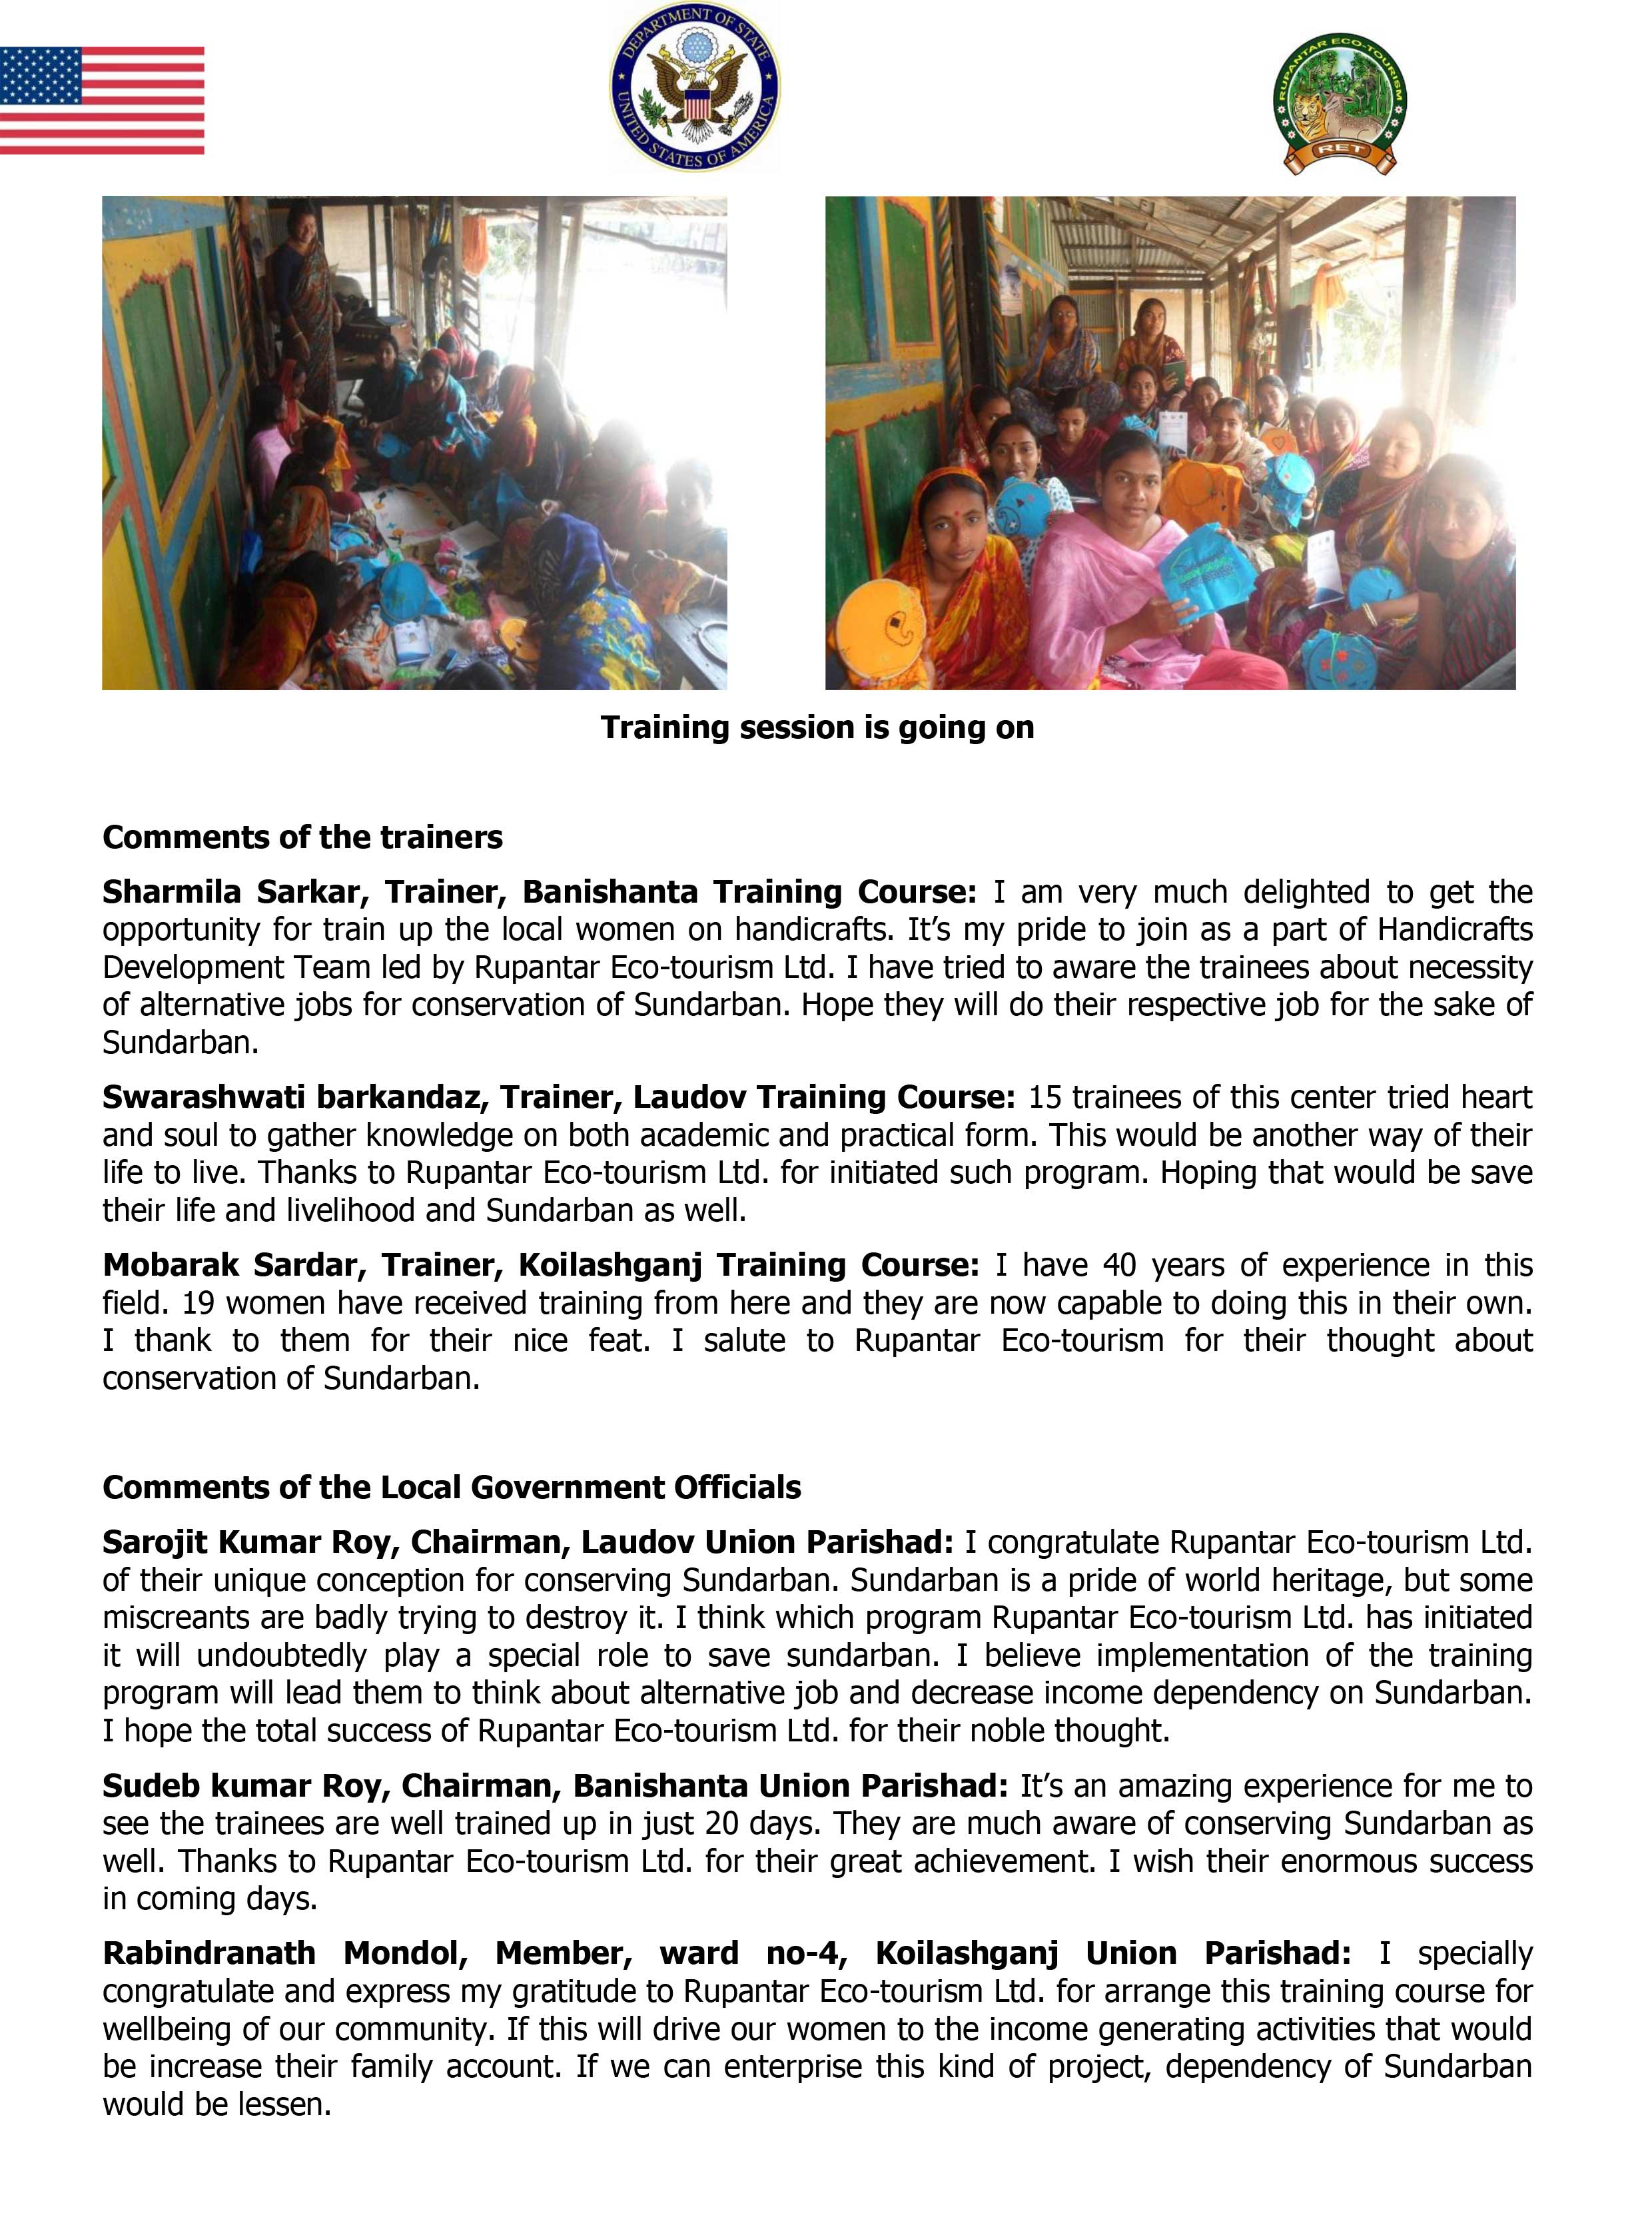 DEPARTMENT OF STATE
UNITED STATES OF AMERICA
RUPANTAR ECO-TOURISM
RET
Training session is going on
Comments of the trainers
Sharmila Sarkar, Trainer, Banishanta Training Course: I am very much delighted to get the
opportunity for train up the local women on handicrafts. It’s my pride to join as a part of Handicrafts
Development Team led by Rupantar Eco-tourism Ltd. I have tried to aware the trainees about necessity
of alternative jobs for conservation of Sundarban. Hope they will do their respective job for the sake of
Sundarban.
Swarashwati barkandaz, Trainer, Laudov Training Course: 15 trainees of this center tried heart
and soul to gather knowledge on both academic and practical form. This would be another way of their
life to live. Thanks to Rupantar Eco-tourism Ltd. for initiated such program. Hoping that would be save
their life and livelihood and Sundarban as well.
Mobarak Sardar, Trainer, Koilashganj Training Course: I have 40 years of experience in this
field. 19 women have received training from here and they are now capable to doing this in their own.
I thank to them for their nice feat. I salute to Rupantar Eco-tourism for their thought about
conservation of Sundarban.
Comments of the Local Government Officials
Sarojit Kumar Roy, Chairman, Laudov Union Parishad: I congratulate Rupantar Eco-tourism Ltd.
of their unique conception for conserving Sundarban. Sundarban is a pride of world heritage, but some
miscreants are badly trying to destroy it. I think which program Rupantar Eco-tourism Ltd. has initiated
it will undoubtedly play a special role to save sundarban. I believe implementation of the training
program will lead them to think about alternative job and decrease income dependency on Sundarban.
I hope the total success of Rupantar Eco-tourism Ltd. for their noble thought.
Sudeb kumar Roy, Chairman, Banishanta Union Parishad: It’s an amazing experience for me to
see the trainees are well trained up in just 20 days. They are much aware of conserving Sundarban as
well. Thanks to Rupantar Eco-tourism Ltd. for their great achievement. I wish their enormous success
in coming days.
Rabindranath Mondol, Member, ward no-4, Koilashganj Union Parishad: I specially
congratulate and express my gratitude to Rupantar Eco-tourism Ltd. for arrange this training course for
wellbeing of our community. If this will drive our women to the income generating activities that would
be increase their family account. If we can enterprise this kind of project, dependency of Sundarban
would be lessen.